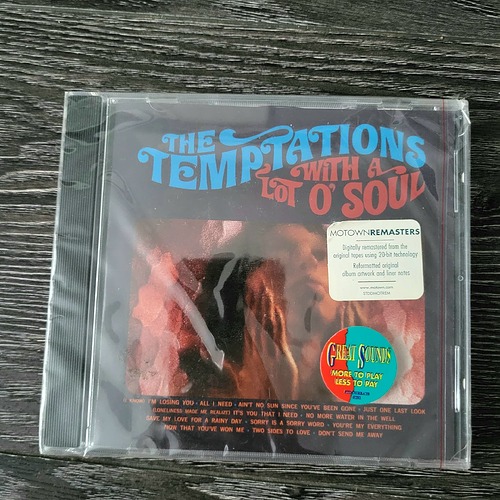 THE
TEMPTATIONS
WITH A
LOT O' SOUL
MOTOWNREMASTERS
Digitally remastered from the
original tapes using 20-bit technology
Reformatted original
album artwork and liner notes
www.motown.com
GREAT SOUNDS
MORE TO PLAY
LESS TO PAY
I'M LOSING YOU · ALL I NEED · AIN'T NO SUN SINCE YOU'VE BEEN GONE · JUST ONE LAST LOOK
(LONELINESS MADE ME REALIZE) IT'S YOU THAT I NEED · NO MORE WATER IN THE WELL
SAVE MY LOVE FOR A RAINY DAY · SORRY IS A SORRY WORD · YOU'RE MY EVERYTHING
NOW THAT YOU'VE WON ME · TWO SIDES TO LOVE · DON'T SEND ME AWAY